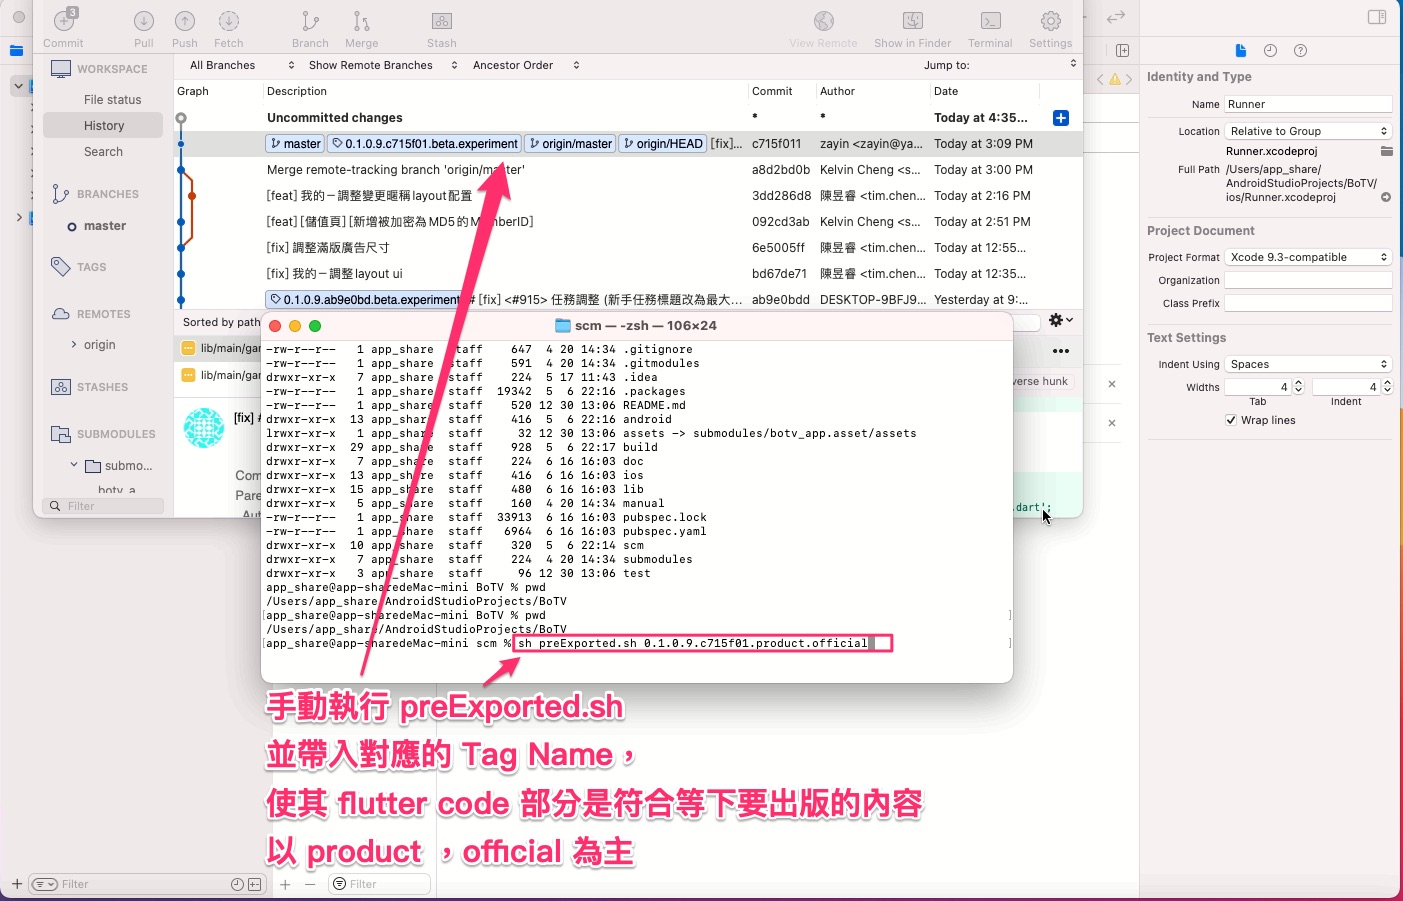 3
Commit
Pull
Push
Fetch
Branch
Merge
Stash
View Remote
Show in Finder
Terminal
Settings
WORKSPACE
File status
History
Search
BRANCHES
master
TAGS
REMOTES
origin
STASHES
SUBMODULES
submo...
Filter
All Branches
Show Remote Branches
Ancestor Order
Jump to:
Graph
Description
Commit
Author
Date
Uncommitted changes
*
*
Today at 4:35...
master 0.1.0.9.c715f01.beta.experiment origin/master origin/HEAD [fix]... c715f011 zayin <zayin@ya... Today at 3:09 PM
Merge remote-tracking branch 'origin/master' a8d2bd0b Kelvin Cheng <s... Today at 3:00 PM
[feat] 我的－調整變更暱稱layout配置 3dd286d8 陳昱睿 <tim.chen... Today at 2:16 PM
[feat] [儲值頁] [新增被加密為MD5的MemberID] 092cd3ab Kelvin Cheng <s... Today at 2:51 PM
[fix] 調整滿版廣告尺寸 6e5005ff 陳昱睿 <tim.chen... Today at 12:55...
[fix] 我的－調整layout ui bd67de71 陳昱睿 <tim.chen... Today at 12:35...
0.1.0.9.ab9e0bd.beta.experiment [fix] <#915> 任務調整 (新手任務標題改為最大... ab9e0bdd DESKTOP-9BFJ9... Yesterday at 9:...
Sorted by path
lib/main/gar
lib/main/gar
[fix] #
Com
Pare
Aut
erse hunk
.dart';
scm — -zsh — 106×24
-rw-r--r-- 1 app_share staff 647 4 20 14:34 .gitignore
-rw-r--r-- 1 app_share staff 591 4 20 14:34 .gitmodules
drwxr-xr-x 7 app_share staff 224 5 17 11:43 .idea
-rw-r--r-- 1 app_share staff 19342 5 6 22:16 .packages
-rw-r--r-- 1 app_share staff 520 12 30 13:06 README.md
drwxr-xr-x 13 app_share staff 416 5 6 22:16 android
lrwxr-xr-x 1 app_share staff 32 12 30 13:06 assets -> submodules/botv_app.asset/assets
drwxr-xr-x 29 app_share staff 928 5 6 22:17 build
drwxr-xr-x 7 app_share staff 224 6 16 16:03 doc
drwxr-xr-x 13 app_share staff 416 6 16 16:03 ios
drwxr-xr-x 15 app_share staff 480 6 16 16:03 lib
drwxr-xr-x 5 app_share staff 160 4 20 14:34 manual
-rw-r--r-- 1 app_share staff 33913 6 16 16:03 pubspec.lock
-rw-r--r-- 1 app_share staff 6964 6 16 16:03 pubspec.yaml
drwxr-xr-x 10 app_share staff 320 5 6 22:14 scm
drwxr-xr-x 7 app_share staff 224 4 20 14:34 submodules
drwxr-xr-x 3 app_share staff 96 12 30 13:06 test
app_share@app-sharedeMac-mini BoTV % pwd
/Users/app_share/AndroidStudioProjects/BoTV
[app_share@app-sharedeMac-mini BoTV % pwd ]
/Users/app_share/AndroidStudioProjects/BoTV
[app_share@app-sharedeMac-mini scm % sh preExported.sh 0.1.0.9.c715f01.product.official ]
手動執行 preExported.sh
並帶入對應的 Tag Name，
使其 flutter code 部分是符合等下要出版的內容
以 product ，official 為主
Filter
Filter
Identity and Type
Name Runner
Location Relative to Group
Runner.xcodeproj
Full Path /Users/app_share/
AndroidStudioProjects/BoTV/
ios/Runner.xcodeproj
Project Document
Project Format Xcode 9.3-compatible
Organization
Class Prefix
Text Settings
Indent Using Spaces
Widths 4 4
Tab Indent
Wrap lines